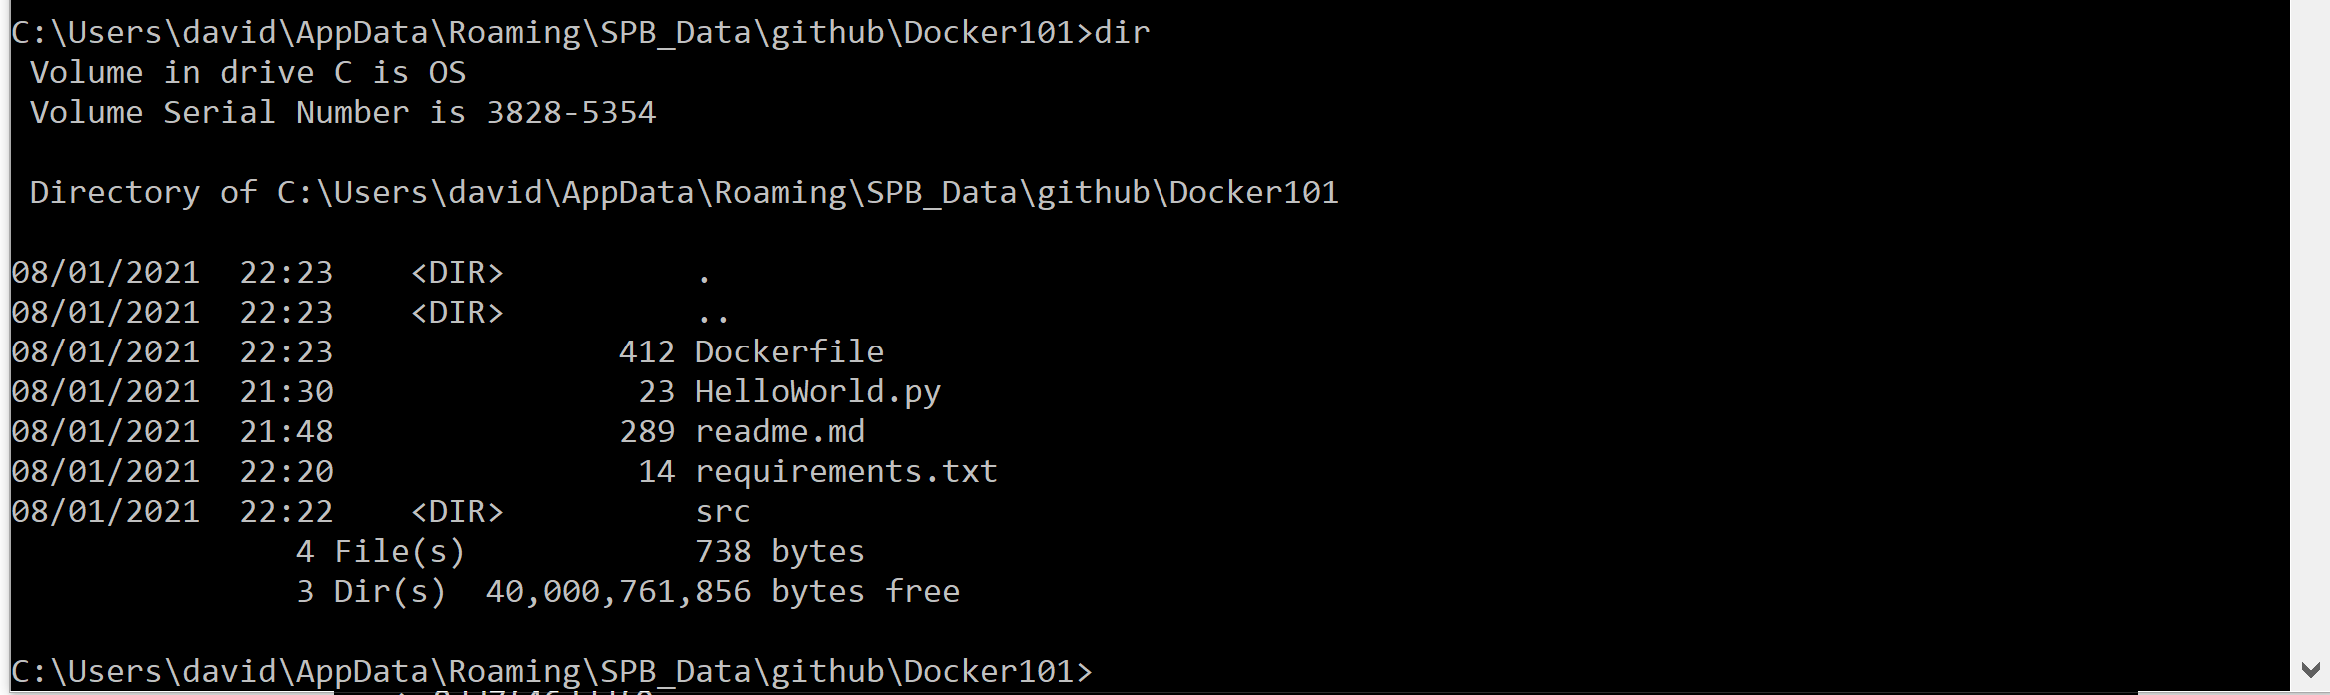 C:\Users\david\AppData\Roaming\SPB_Data\github\Docker101>dir
 Volume in drive C is OS
 Volume Serial Number is 3828-5354

 Directory of C:\Users\david\AppData\Roaming\SPB_Data\github\Docker101

08/01/2021  22:23    <DIR>          .
08/01/2021  22:23    <DIR>          ..
08/01/2021  22:23               412 Dockerfile
08/01/2021  21:30                23 HelloWorld.py
08/01/2021  21:48               289 readme.md
08/01/2021  22:20                14 requirements.txt
08/01/2021  22:22    <DIR>          src
               4 File(s)            738 bytes
               3 Dir(s)  40,000,761,856 bytes free

C:\Users\david\AppData\Roaming\SPB_Data\github\Docker101>